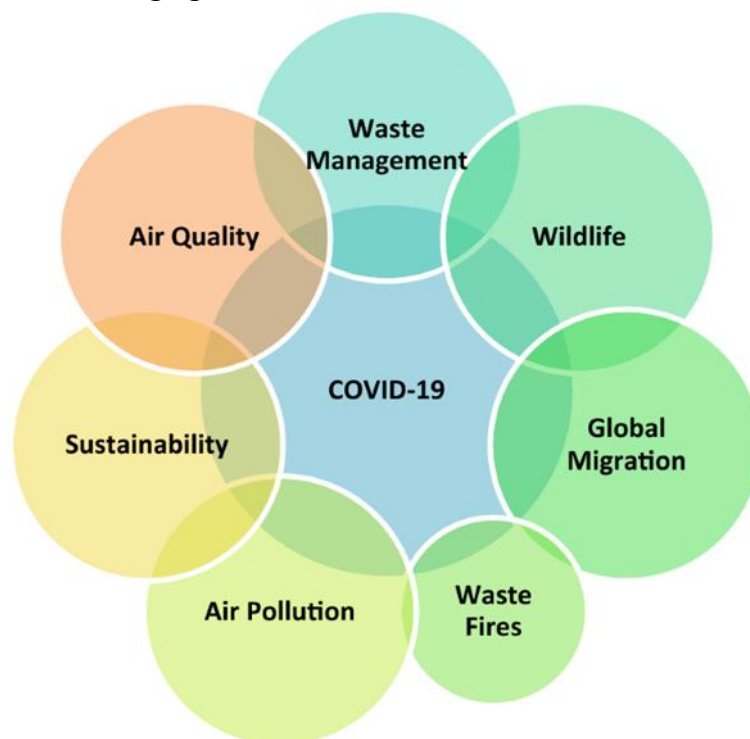 Waste
Management
Air Quality
Wildlife
COVID-19
Sustainability
Global
Migration
Air Pollution
Waste
Fires